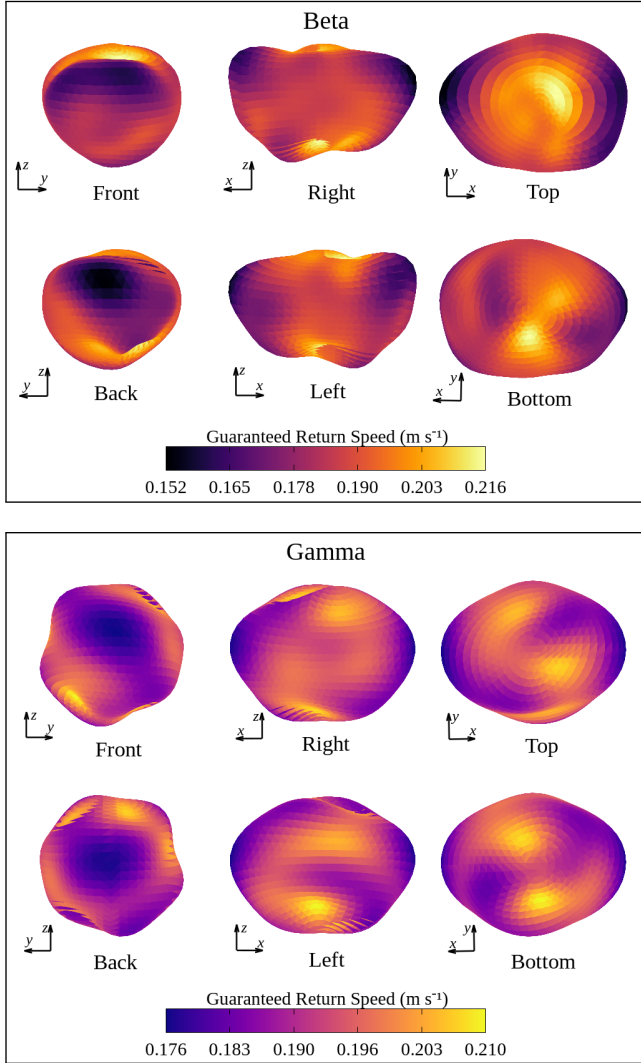 Beta
z
y
Front
z
x
Right
y
x
Top
z
y
Back
z
x
Left
y
x
Bottom
Guaranteed Return Speed (m s⁻¹)
0.152 0.165 0.178 0.190 0.203 0.216
Gamma
z
y
Front
z
x
Right
y
x
Top
z
y
Back
z
x
Left
y
x
Bottom
Guaranteed Return Speed (m s⁻¹)
0.176 0.183 0.190 0.196 0.203 0.210